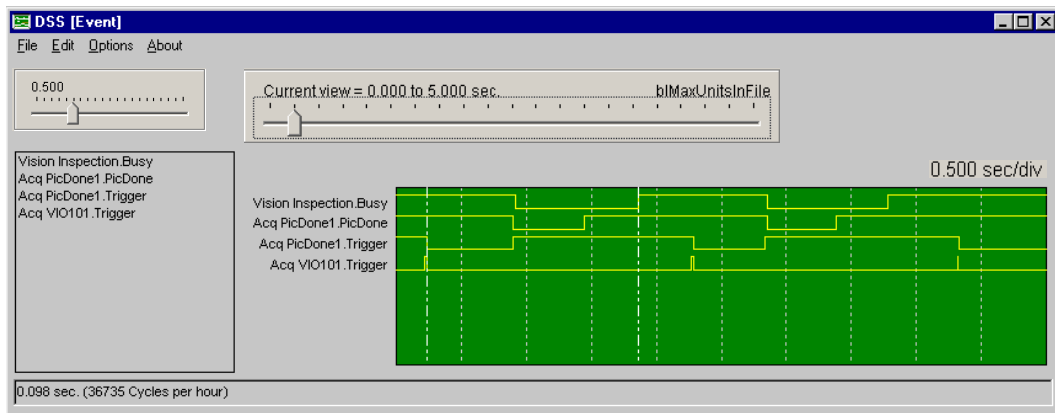 DSS [Event]
File Edit Options About
0.500
Current view = 0.000 to 5.000 sec. blMaxUnitsInFile
Vision Inspection.Busy
Acq PicDone1.PicDone
Acq PicDone1.Trigger
Acq VIO101.Trigger
0.500 sec/div
Vision Inspection.Busy
Acq PicDone1.PicDone
Acq PicDone1.Trigger
Acq VIO101.Trigger
0.098 sec. (36735 Cycles per hour)